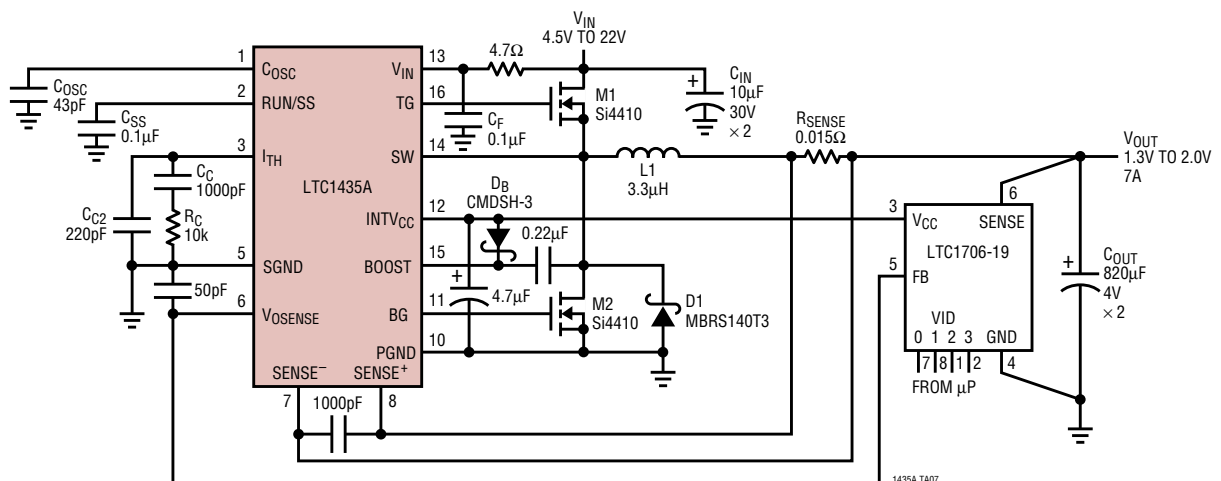 V_IN
4.5V TO 22V
1
C_OSC
13
V_IN
4.7Ω
C_OSC
43pF
2
RUN/SS
16
TG
M1
Si4410
+
C_IN
10µF
30V
× 2
C_SS
0.1µF
C_F
0.1µF
3
I_TH
14
SW
L1
3.3µH
R_SENSE
0.015Ω
V_OUT
1.3V TO 2.0V
7A
C_C
1000pF
LTC1435A
D_B
CMDSH-3
C_C2
220pF
R_C
10k
12
INTV_CC
0.22µF
3
V_CC
6
SENSE
LTC1706-19
5
SGND
15
BOOST
5
FB
+
C_OUT
820µF
4V
× 2
50pF
+
4.7µF
6
V_OSENSE
11
BG
M2
Si4410
D1
MBRS140T3
VID
0 1 2 3
GND
10
PGND
7 8 1 2
4
FROM µP
SENSE–
SENSE+
7
8
1000pF
1435A TA07